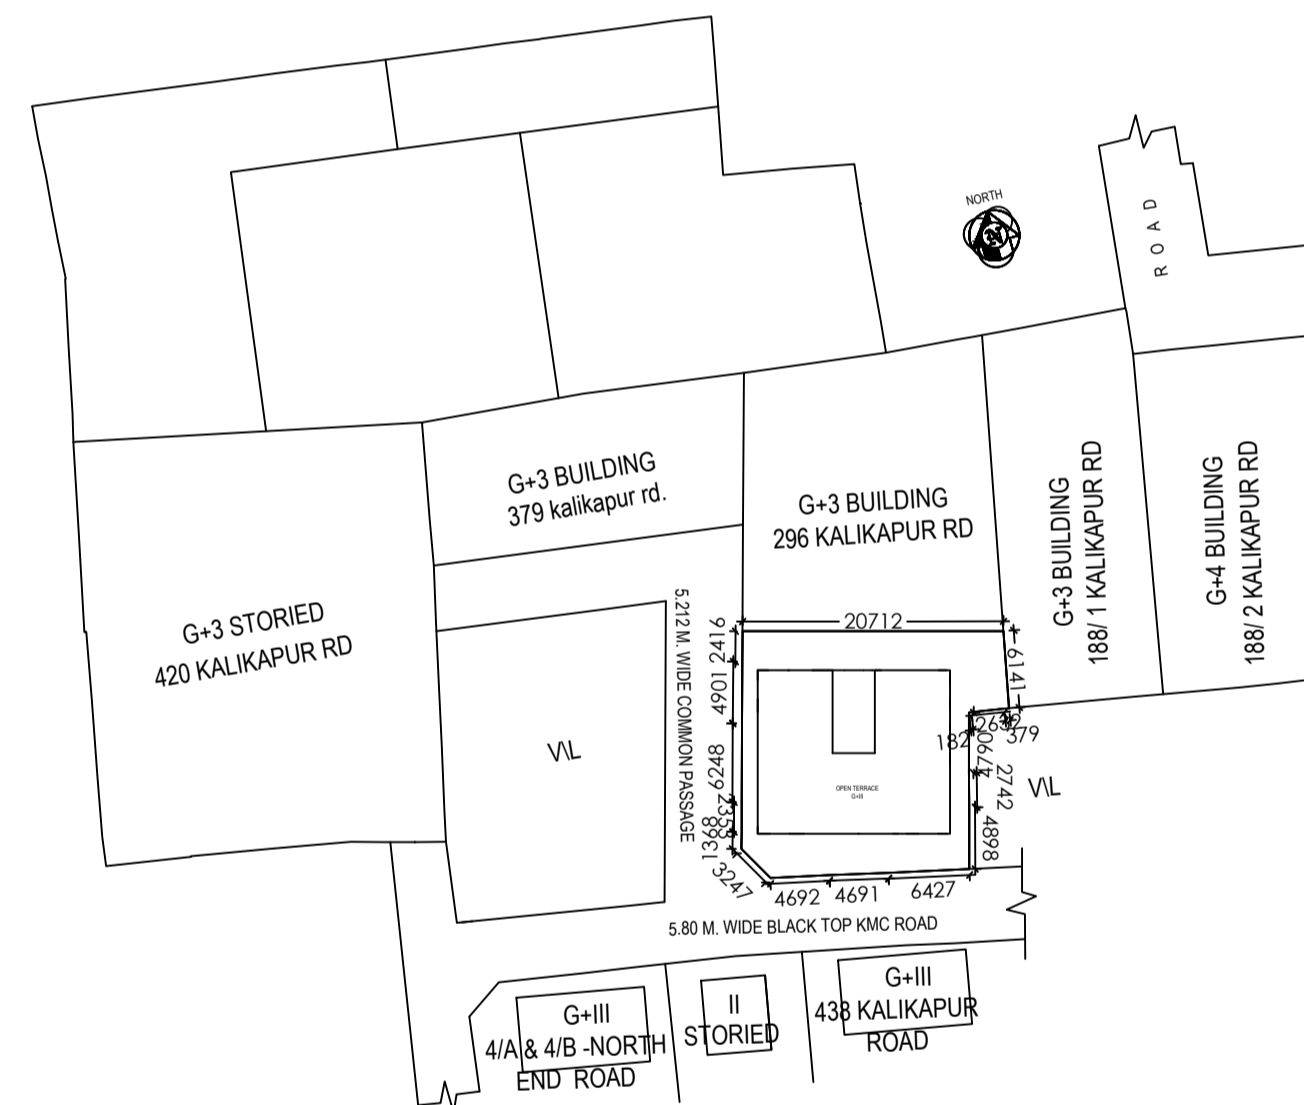 NORTH
N
ROAD
G+3 BUILDING
379 kalikapur rd.
G+3 BUILDING
296 KALIKAPUR RD
G+3 BUILDING
188/ 1 KALIKAPUR RD
G+4 BUILDING
188/ 2 KALIKAPUR RD
G+3 STORIED
420 KALIKAPUR RD
V\L
5.212 M. WIDE COMMON PASSAGE
20712
2416
4901
6248
2353
1368
3247
6141
2632
379
182
4790
2742
4898
V\L
OPEN TERRACE
G+III
4692
4691
6427
5.80 M. WIDE BLACK TOP KMC ROAD
G+III
4/A & 4/B -NORTH
END ROAD
II
STORIED
G+III
438 KALIKAPUR
ROAD